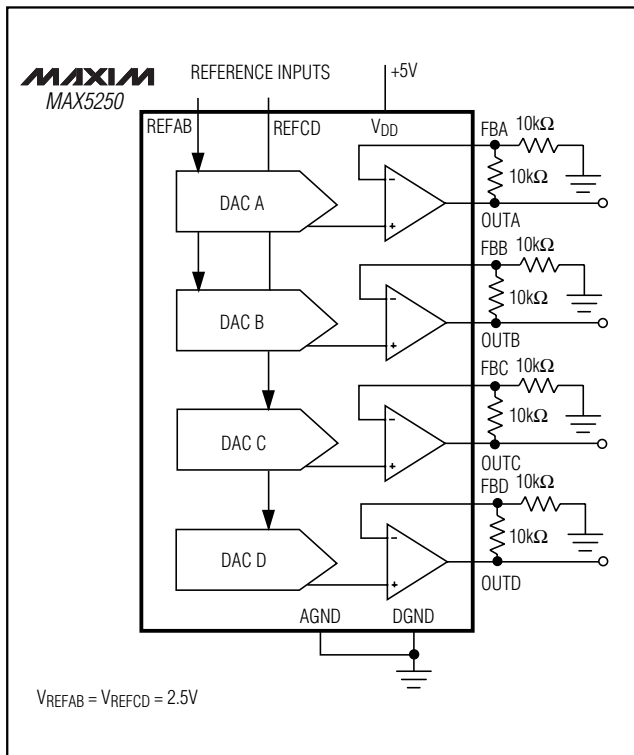 MAXIM
MAX5250
REFERENCE INPUTS
+5V
REFAB
REFCD
VDD
FBA
10kΩ
10kΩ
DAC A
OUTA
FBB
10kΩ
10kΩ
DAC B
OUTB
FBC
10kΩ
10kΩ
DAC C
OUTC
FBD
10kΩ
10kΩ
DAC D
OUTD
AGND
DGND
VREFAB = VREFCD = 2.5V
-
+
-
+
-
+
-
+